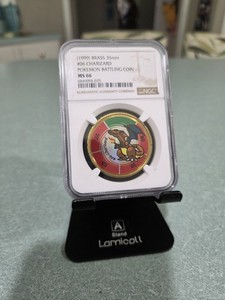 (1999) BRASS 35mm
#06 CHARIZARD
POKEMON BATTLING COIN
MS 66
NGC
A
Stand
Lamicall